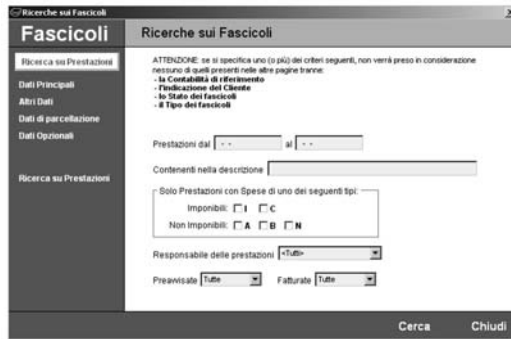 Ricerche sui Fascicoli
Fascicoli
Ricerche sui Fascicoli
Ricerca su Prestazioni
Dati Principali
Altri Dati
Dati di parcellazione
Dati Opzionali
Ricerca su Prestazioni
ATTENZIONE: se si specifica uno (o più) dei criteri seguenti, non verrá preso in considerazione
nessuno di quelli presenti nelle altre pagine tranne:
- la Contabilità di riferimento
- l'indicazione del Cliente
- lo Stato dei fascicoli
- il Tipo dei fascicoli
Prestazioni dal - - al - -
Contenenti nella descrizione
Solo Prestazioni con Spese di uno dei seguenti tipi:
Imponibili: I C
Non Imponibili: A B N
Responsabile delle prestazioni <Tutti>
Preavvisate Tutte Fatturate Tutte
Cerca Chiudi